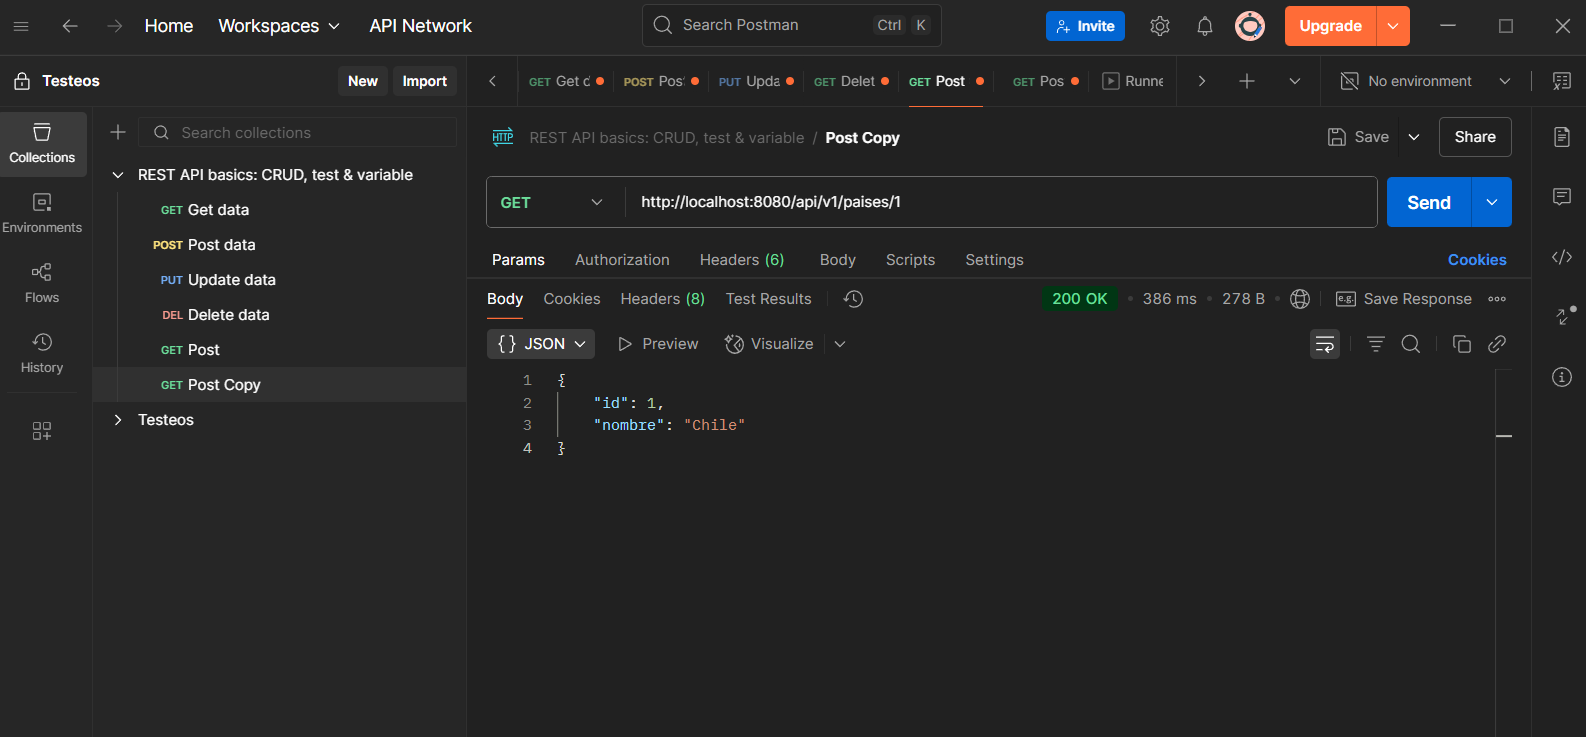 Home Workspaces API Network Search Postman Ctrl K Invite Upgrade
Testeos New Import
GET Get d POST Pos PUT Upda GET Delet GET Post GET Pos Runne No environment
Search collections
Collections
Environments
Flows
History
REST API basics: CRUD, test & variable
GET Get data
POST Post data
PUT Update data
DEL Delete data
GET Post
GET Post Copy
Testeos
HTTP REST API basics: CRUD, test & variable / Post Copy Save Share
GET http://localhost:8080/api/v1/paises/1 Send
Params Authorization Headers (6) Body Scripts Settings Cookies
Body Cookies Headers (8) Test Results 200 OK • 386 ms • 278 B • e.g. Save Response
{} JSON Preview Visualize
1 {
2 "id": 1,
3 "nombre": "Chile"
4 }